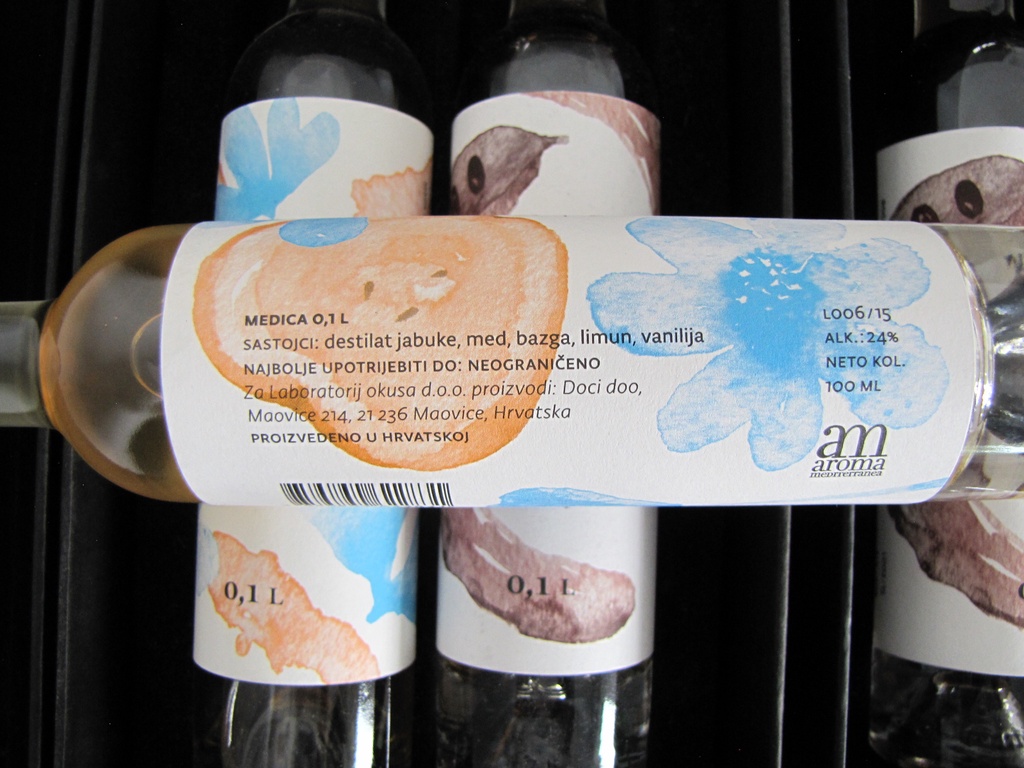 MEDICA 0,1 L
SASTOJCI: destilat jabuke, med, bazga, limun, vanilija
NAJBOLJE UPOTRIJEBITI DO: NEOGRANIČENO
Za Laboratorij okusa d.o.o. proizvodi: Doci doo,
Maovice 214, 21 236 Maovice, Hrvatska
PROIZVEDENO U HRVATSKOJ
L006/15
ALK.: 24%
NETO KOL.
100 ML
am
aroma
mediterranea
0,1 L
0,1 L